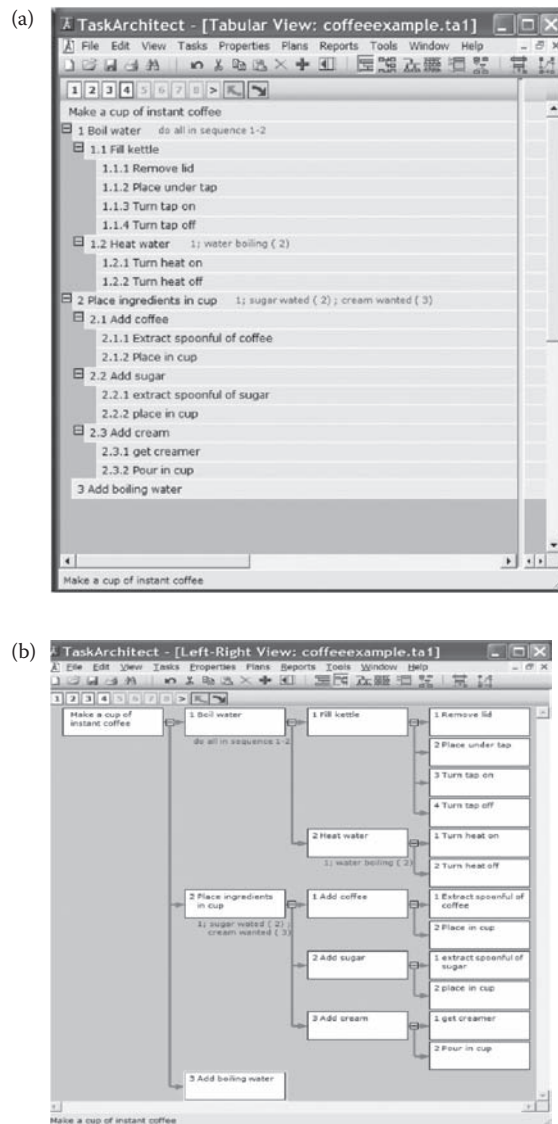 (a)
TaskArchitect - [Tabular View: coffeeexample.ta1]
File Edit View Tasks Properties Plans Reports Tools Window Help
1 2 3 4 5 6 7 8 >
Make a cup of instant coffee
1 Boil water do all in sequence 1-2
1.1 Fill kettle
1.1.1 Remove lid
1.1.2 Place under tap
1.1.3 Turn tap on
1.1.4 Turn tap off
1.2 Heat water 1; water boiling ( 2)
1.2.1 Turn heat on
1.2.2 Turn heat off
2 Place ingredients in cup 1; sugar wated ( 2) ; cream wanted ( 3)
2.1 Add coffee
2.1.1 Extract spoonful of coffee
2.1.2 Place in cup
2.2 Add sugar
2.2.1 extract spoonful of sugar
2.2.2 place in cup
2.3 Add cream
2.3.1 get creamer
2.3.2 Pour in cup
3 Add boiling water
Make a cup of instant coffee
(b)
TaskArchitect - [Left-Right View: coffeeexample.ta1]
File Edit View Tasks Properties Plans Reports Tools Window Help
1 2 3 4 5 6 7 8 >
Make a cup of
instant coffee
1 Boil water
do all in sequence 1-2
1 Fill kettle
1 Remove lid
2 Place under tap
3 Turn tap on
4 Turn tap off
2 Heat water
1; water boiling ( 2)
1 Turn heat on
2 Turn heat off
2 Place ingredients
in cup
1; sugar wated ( 2) ;
cream wanted ( 3)
1 Add coffee
1 Extract spoonful of
coffee
2 Place in cup
2 Add sugar
1 extract spoonful of
sugar
2 place in cup
3 Add cream
1 get creamer
2 Pour in cup
3 Add boiling water
Make a cup of instant coffee